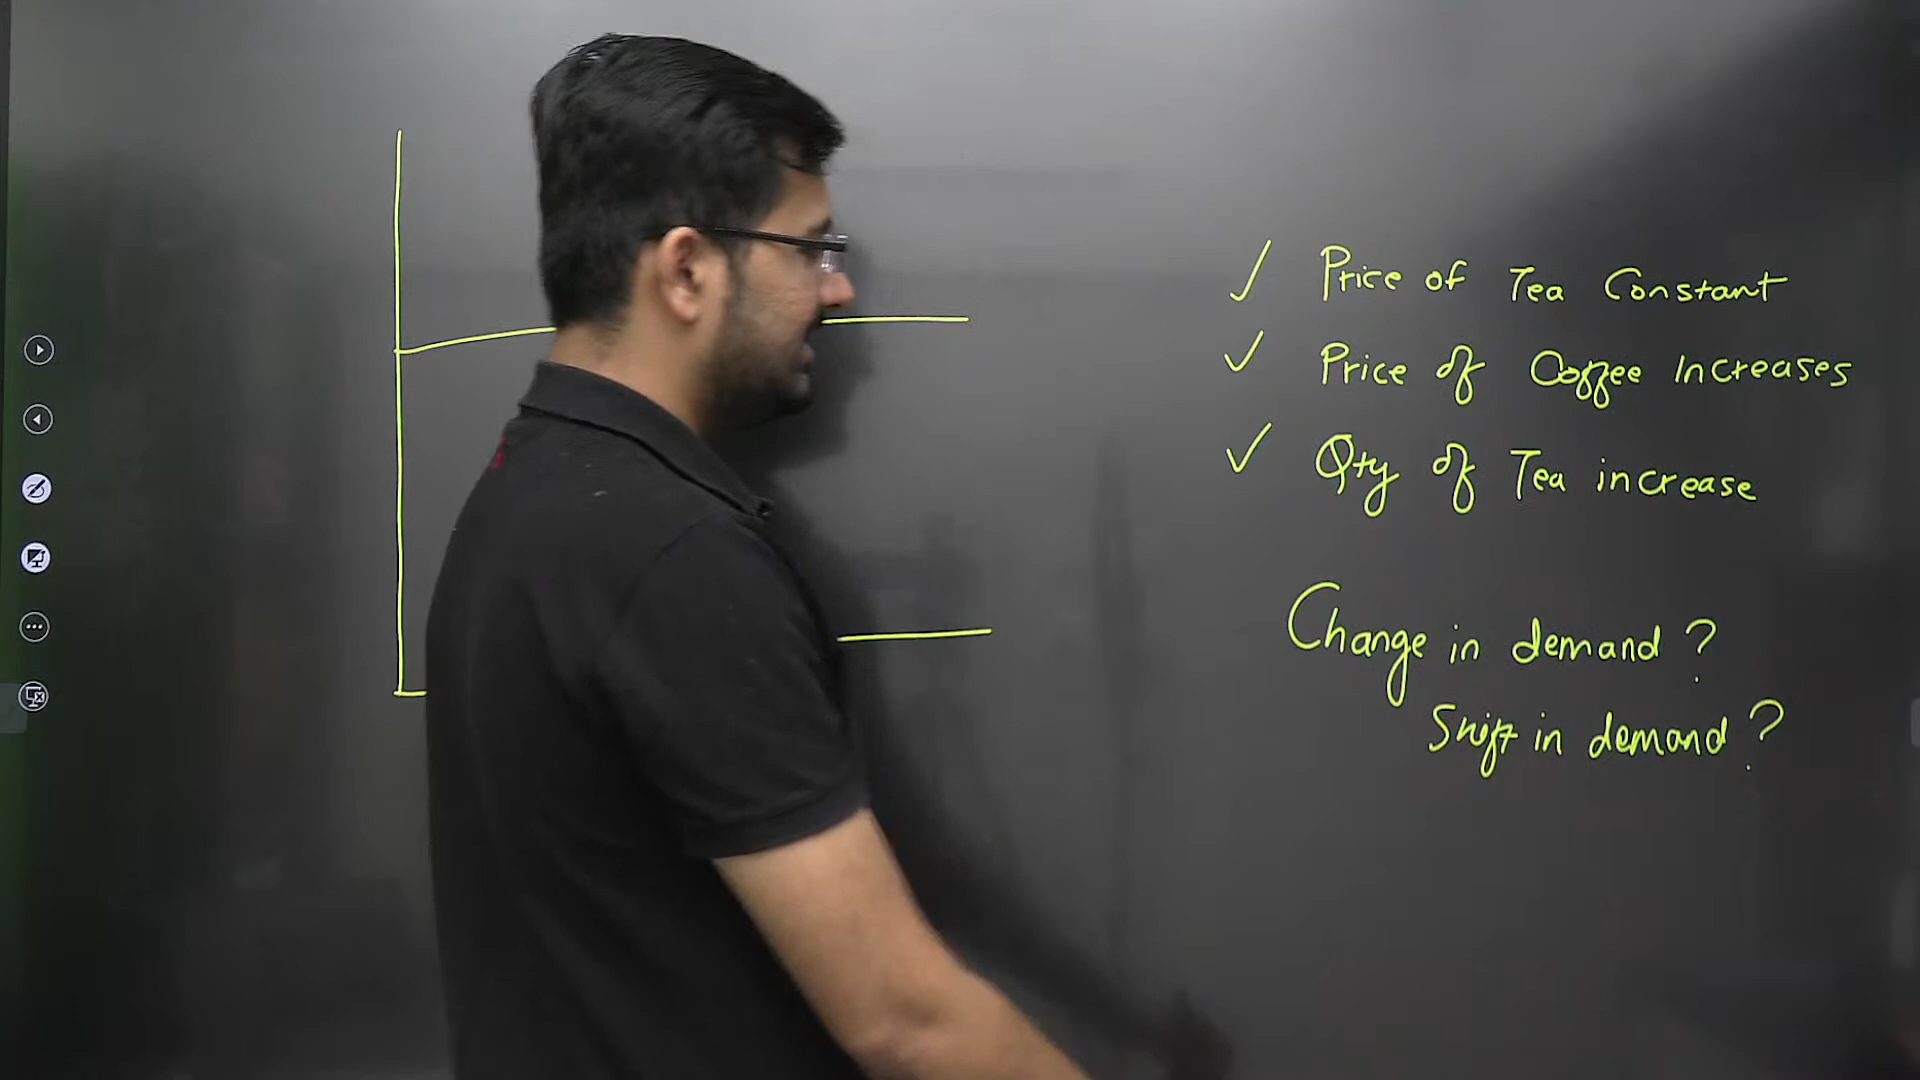 Price of Tea Constant
Price of Coffee Increases
Qty of Tea increase
Change in demand ?
Shift in demand ?